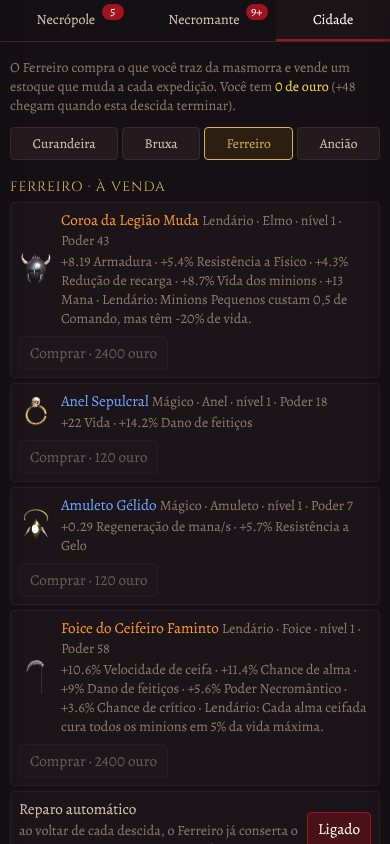 Necrópole 5 Necromante 9+ Cidade
O Ferreiro compra o que você traz da masmorra e vende um
estoque que muda a cada expedição. Você tem 0 de ouro (+48
chegam quando esta descida terminar).
Curandeira Bruxa Ferreiro Ancião
FERREIRO · À VENDA
Coroa da Legião Muda Lendário · Elmo · nível 1 ·
Poder 43
+8.19 Armadura · +5.4% Resistência a Físico · +4.3%
Redução de recarga · +8.7% Vida dos minions · +13
Mana · Lendário: Minions Pequenos custam 0,5 de
Comando, mas têm -20% de vida.
Comprar · 2400 ouro
Anel Sepulcral Mágico · Anel · nível 1 · Poder 18
+22 Vida · +14.2% Dano de feitiços
Comprar · 120 ouro
Amuleto Gélido Mágico · Amuleto · nível 1 · Poder 7
+0.29 Regeneração de mana/s · +5.7% Resistência a
Gelo
Comprar · 120 ouro
Foice do Ceifeiro Faminto Lendário · Foice · nível 1 ·
Poder 58
+10.6% Velocidade de ceifa · +11.4% Chance de alma ·
+9% Dano de feitiços · +5.6% Poder Necromântico ·
+3.6% Chance de crítico · Lendário: Cada alma ceifada
cura todos os minions em 5% da vida máxima.
Comprar · 2400 ouro
Reparo automático
ao voltar de cada descida, o Ferreiro já conserta o
Ligado